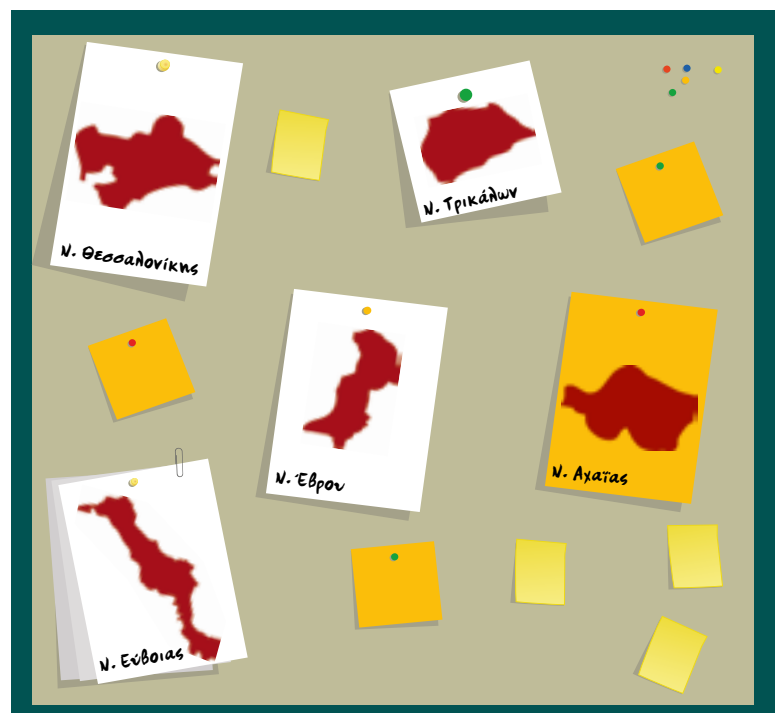 Ν. Θεσσαλονίκης
Ν. Τρικάλων
Ν. Έβρου
Ν. Αχαΐας
Ν. Εύβοιας